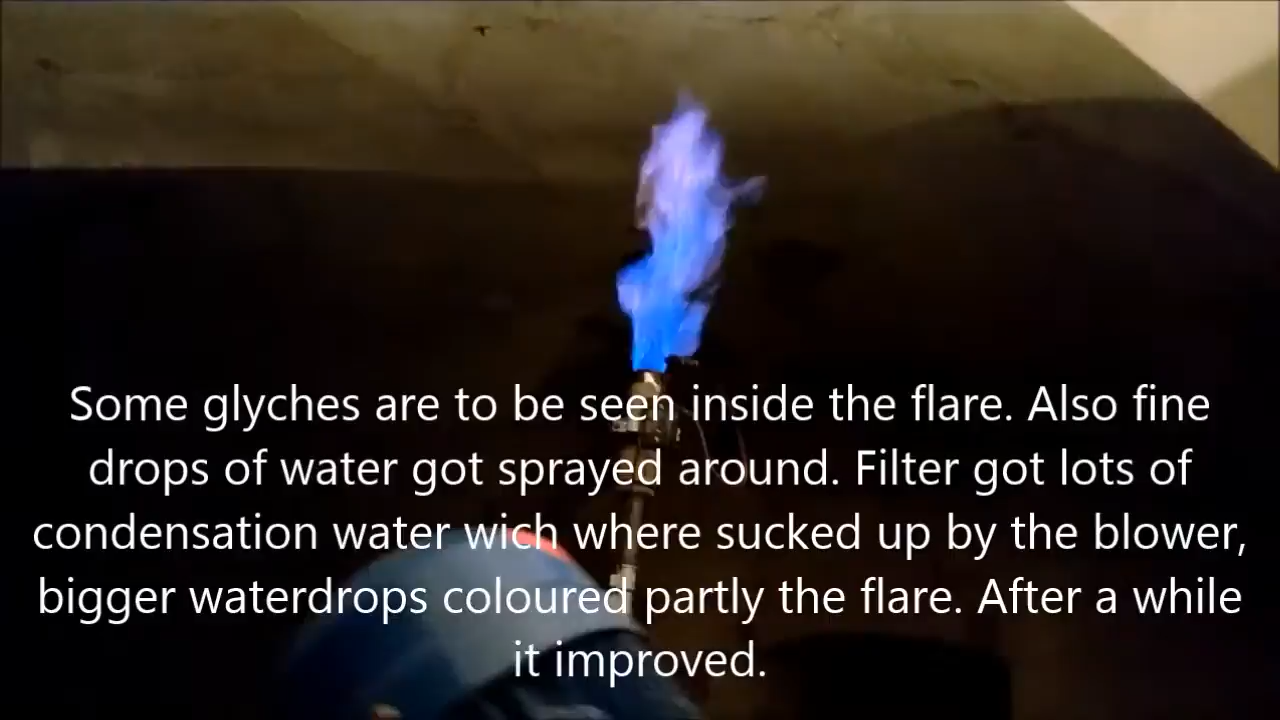 Some glyches are to be seen inside the flare. Also fine
drops of water got sprayed around. Filter got lots of
condensation water wich where sucked up by the blower,
bigger waterdrops coloured partly the flare. After a while
it improved.